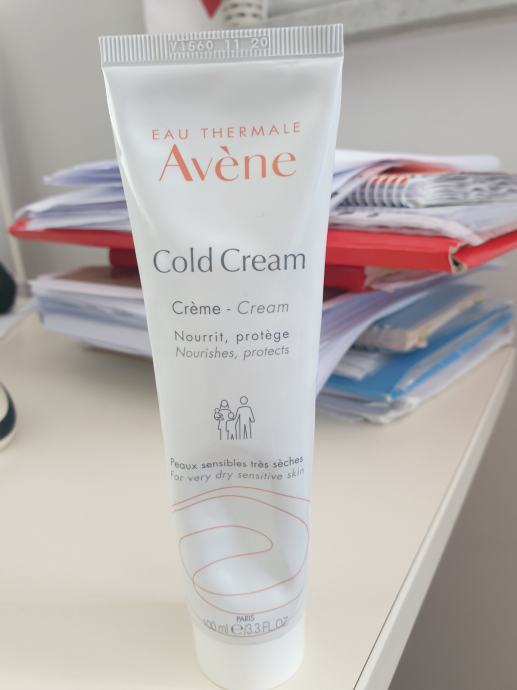 Y1560 11 20
EAU THERMALE
Avène
Cold Cream
Crème - Cream
Nourrit, protège
Nourishes, protects
Peaux sensibles très sèches
For very dry sensitive skin
PARIS
100 ml e 3.3 FL.OZ